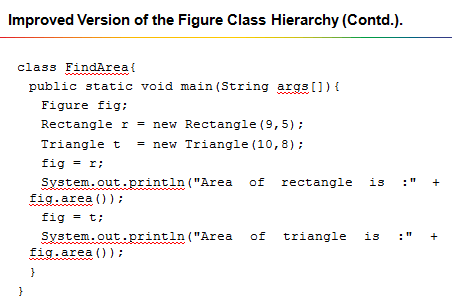 Improved Version of the Figure Class Hierarchy (Contd.).
class FindArea{
public static void main(String args[]){
Figure fig;
Rectangle r = new Rectangle(9,5);
Triangle t = new Triangle(10,8);
fig = r;
System.out.println("Area of rectangle is :" +
fig.area());
fig = t;
System.out.println("Area of triangle is :" +
fig.area());
}
}